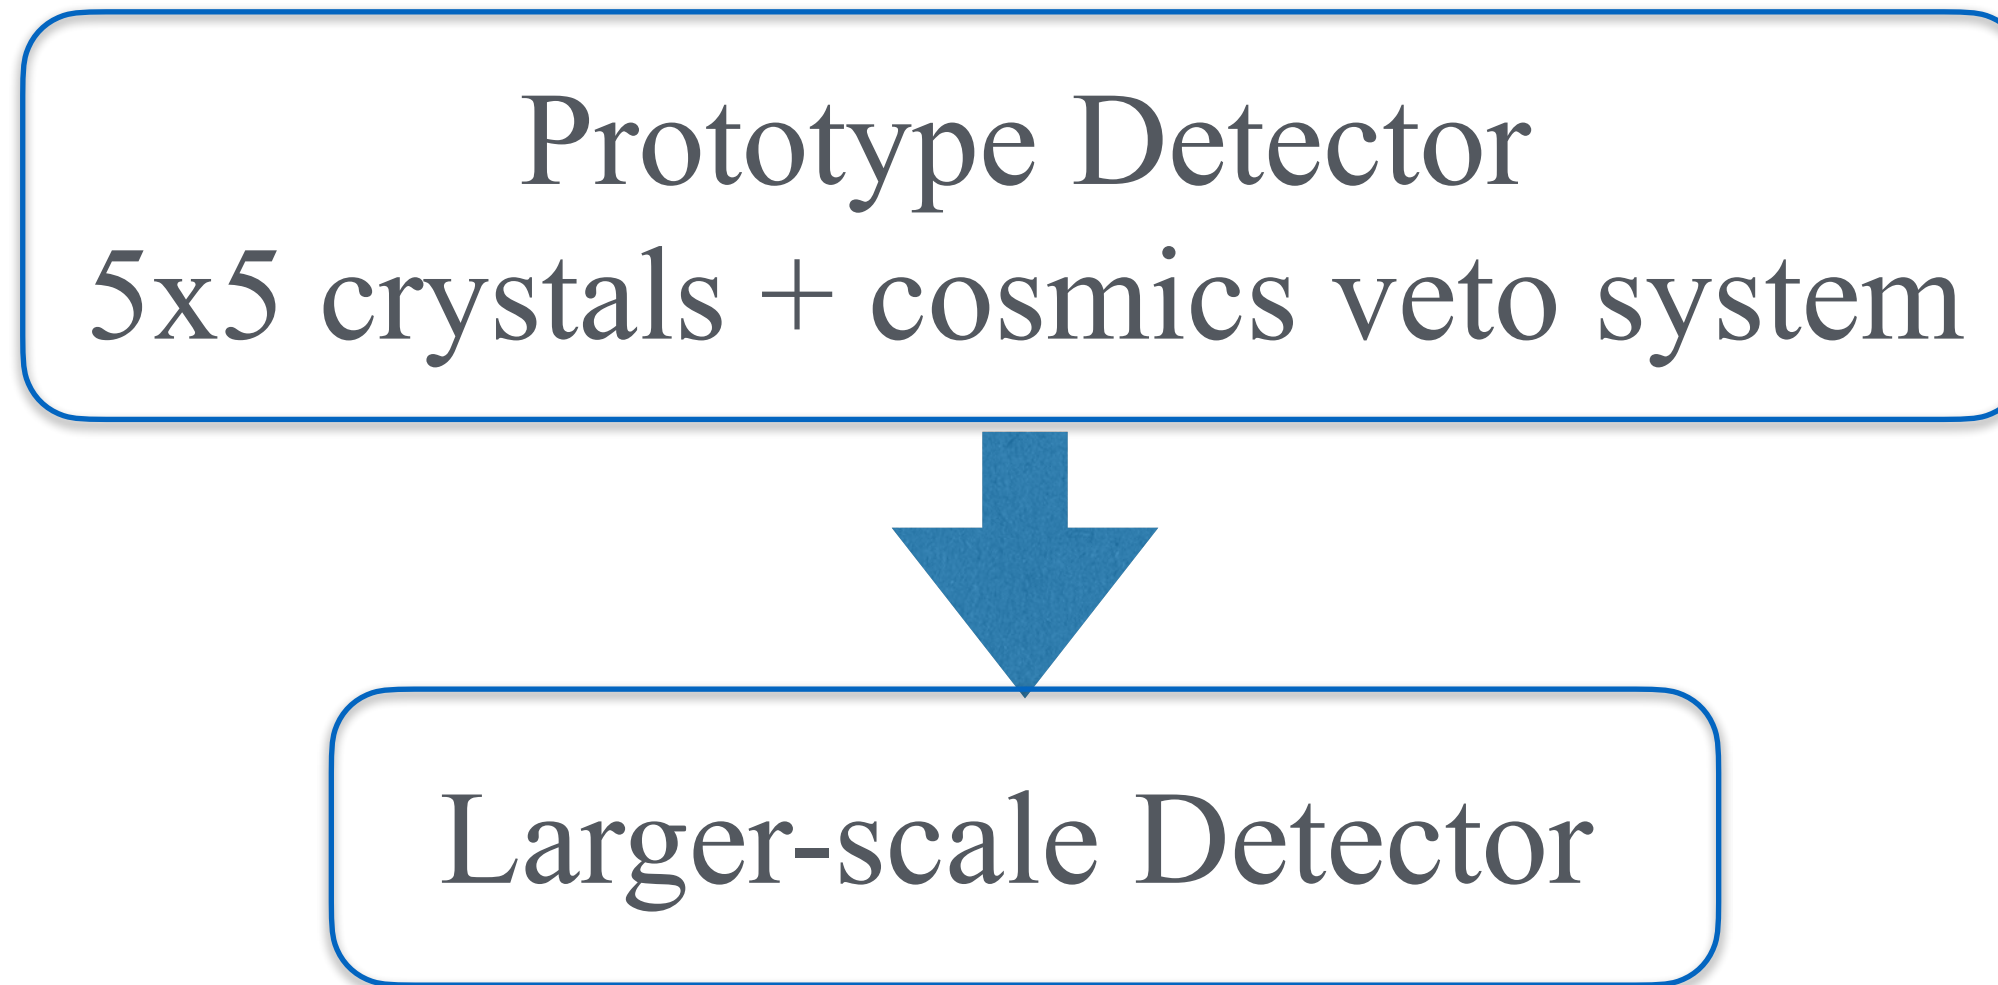 Prototype Detector
5x5 crystals + cosmics veto system
Larger-scale Detector